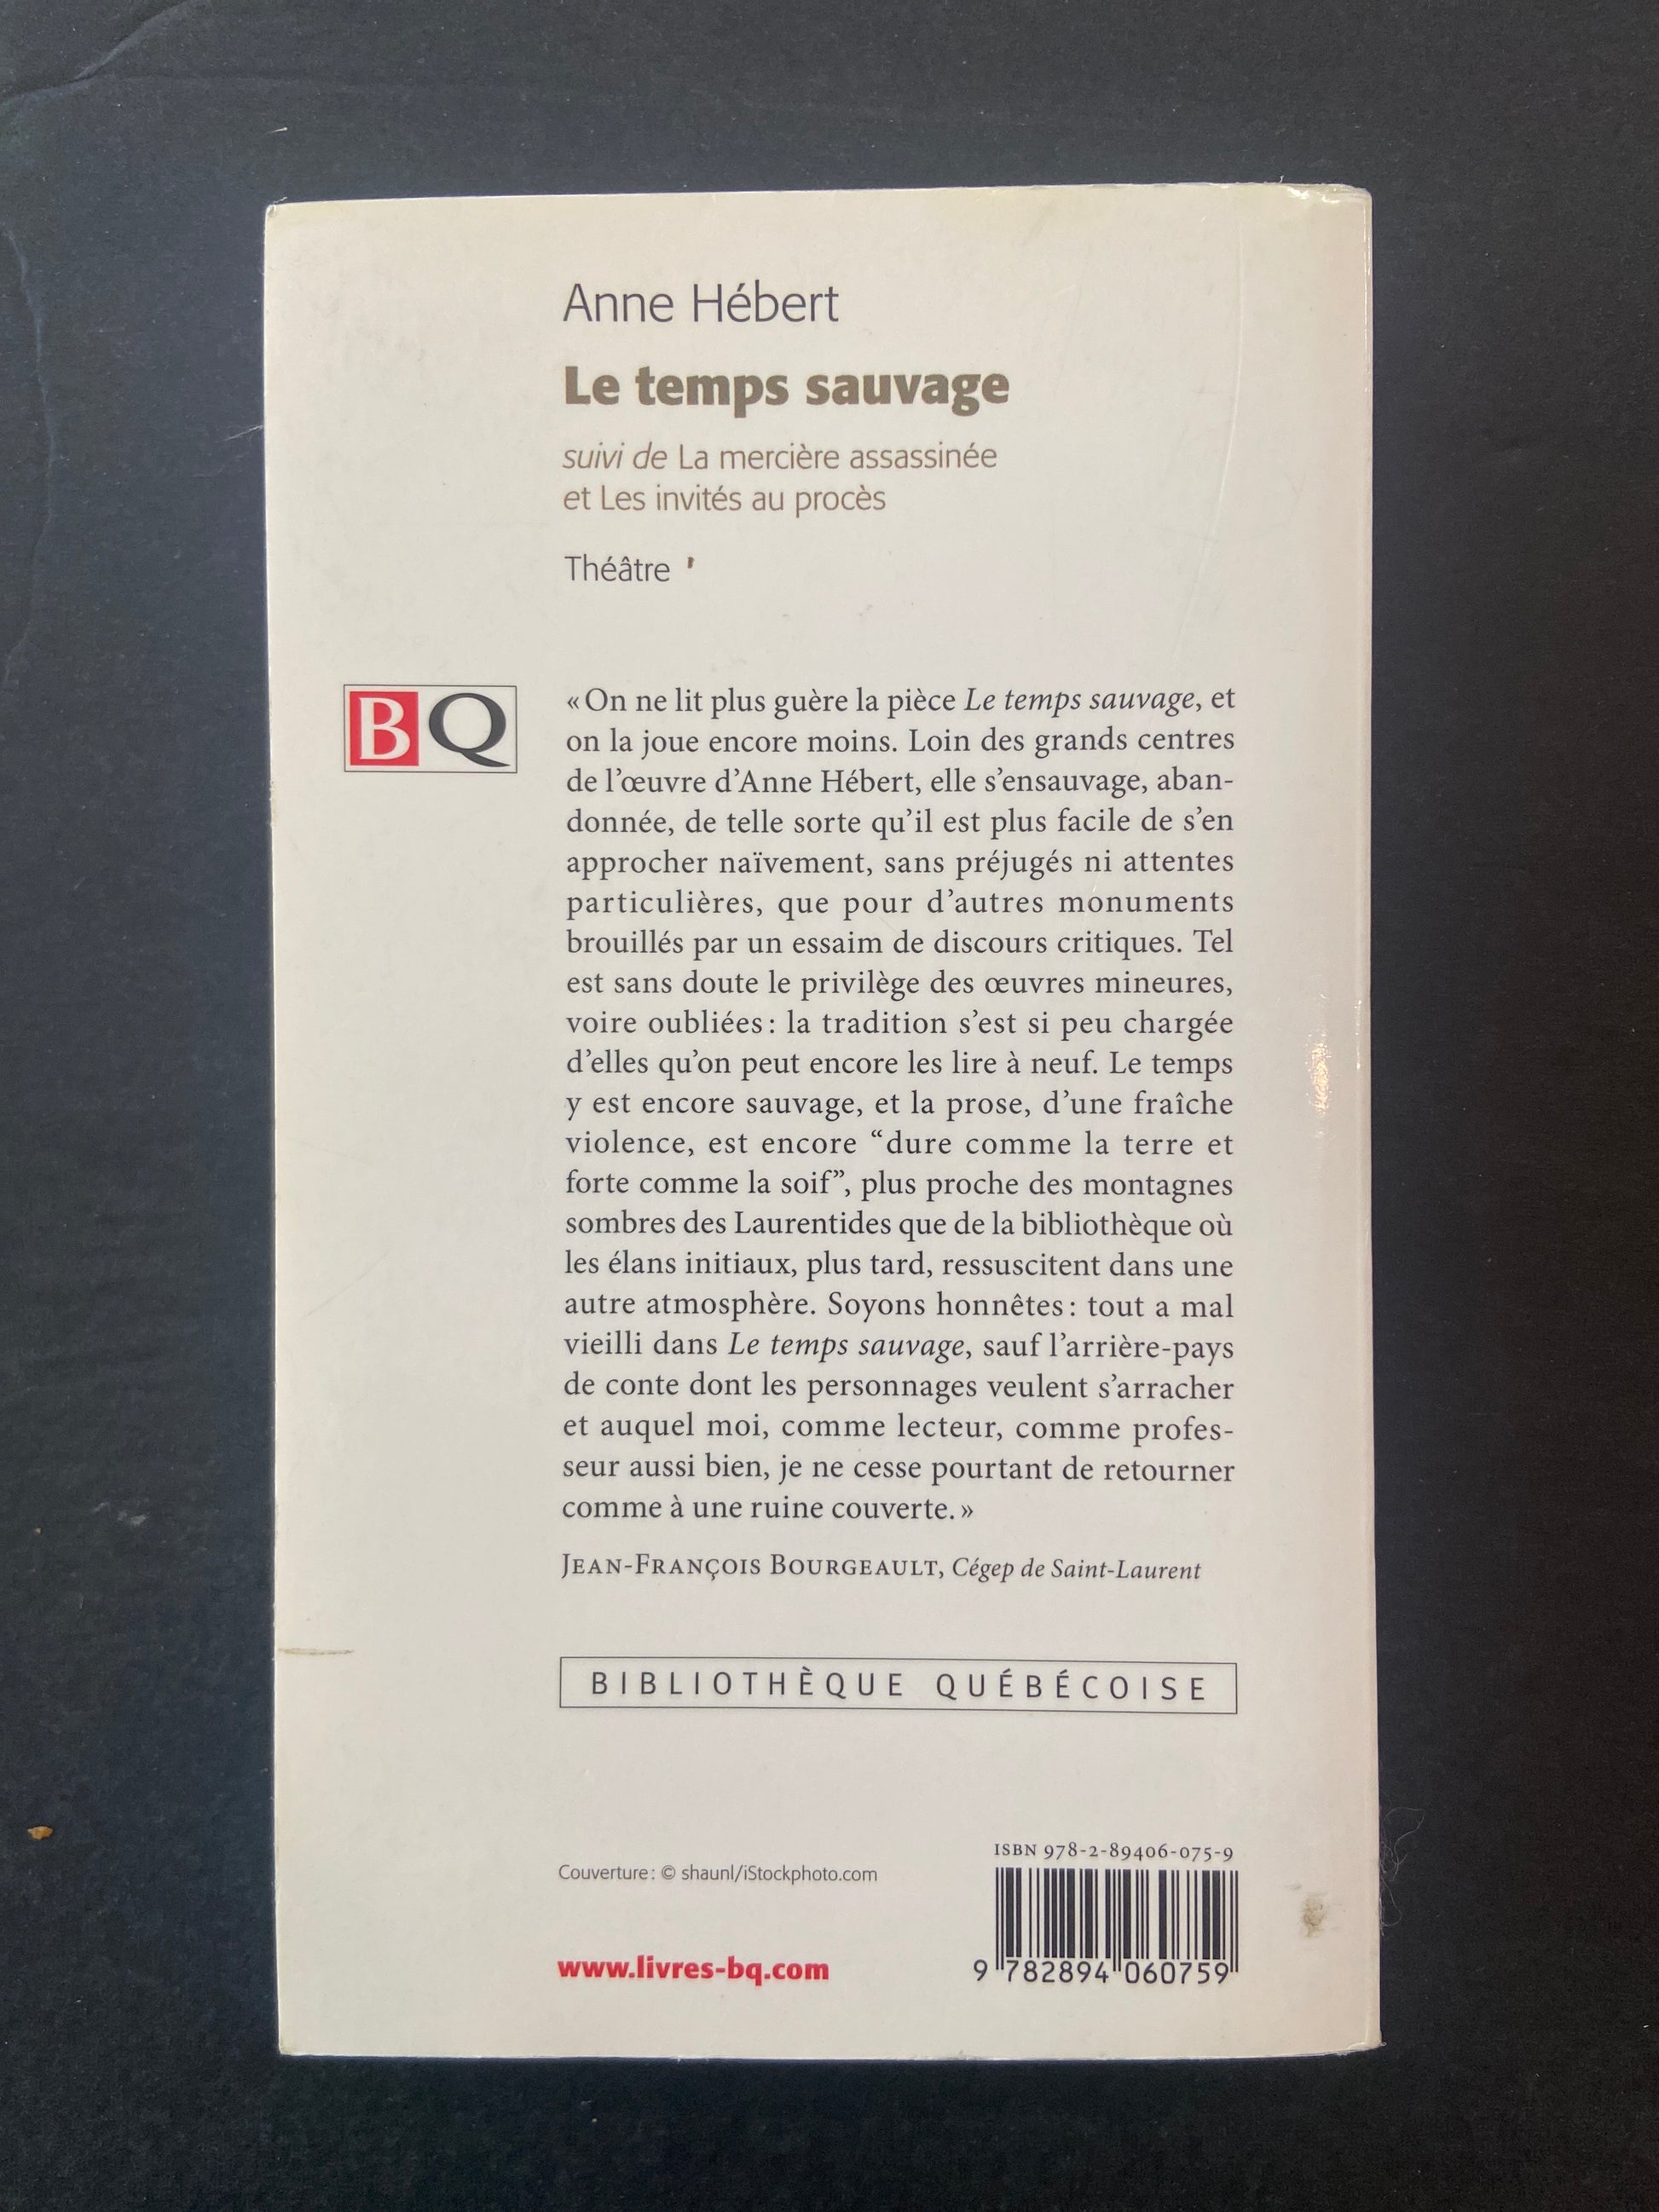 Anne Hébert
Le temps sauvage
suivi de La mercière assassinée
et Les invités au procès
Théâtre
BQ
« On ne lit plus guère la pièce Le temps sauvage, et
on la joue encore moins. Loin des grands centres
de l’œuvre d’Anne Hébert, elle s’ensauvage, aban-
donnée, de telle sorte qu’il est plus facile de s’en
approcher naïvement, sans préjugés ni attentes
particulières, que pour d’autres monuments
brouillés par un essaim de discours critiques. Tel
est sans doute le privilège des œuvres mineures,
voire oubliées : la tradition s’est si peu chargée
d’elles qu’on peut encore les lire à neuf. Le temps
y est encore sauvage, et la prose, d’une fraîche
violence, est encore “dure comme la terre et
forte comme la soif”, plus proche des montagnes
sombres des Laurentides que de la bibliothèque où
les élans initiaux, plus tard, ressuscitent dans une
autre atmosphère. Soyons honnêtes : tout a mal
vieilli dans Le temps sauvage, sauf l’arrière-pays
de conte dont les personnages veulent s’arracher
et auquel moi, comme lecteur, comme profes-
seur aussi bien, je ne cesse pourtant de retourner
comme à une ruine couverte. »
JEAN-FRANÇOIS BOURGEAULT, Cégep de Saint-Laurent
BIBLIOTHÈQUE QUÉBÉCOISE
ISBN 978-2-89406-075-9
Couverture : © shaunl/iStockphoto.com
www.livres-bq.com
9 782894 060759